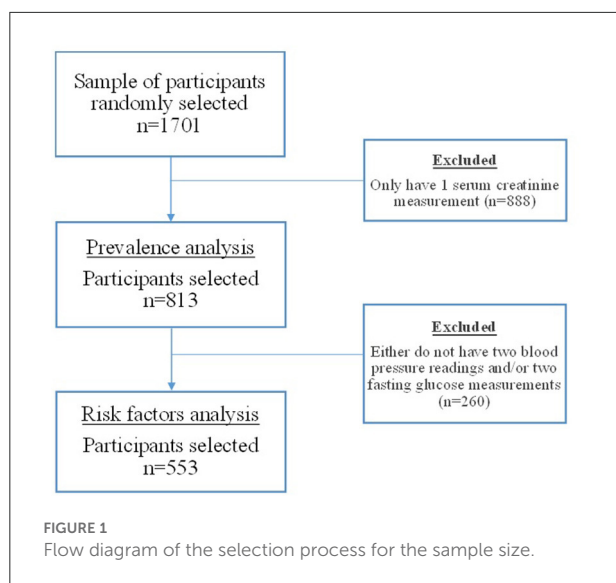 Sample of participants
randomly selected
n=1701
Excluded
Only have 1 serum creatinine
measurement (n=888)
Prevalence analysis
Participants selected
n=813
Excluded
Either do not have two blood
pressure readings and/or two
fasting glucose measurements
(n=260)
Risk factors analysis
Participants selected
n=553
FIGURE 1
Flow diagram of the selection process for the sample size.